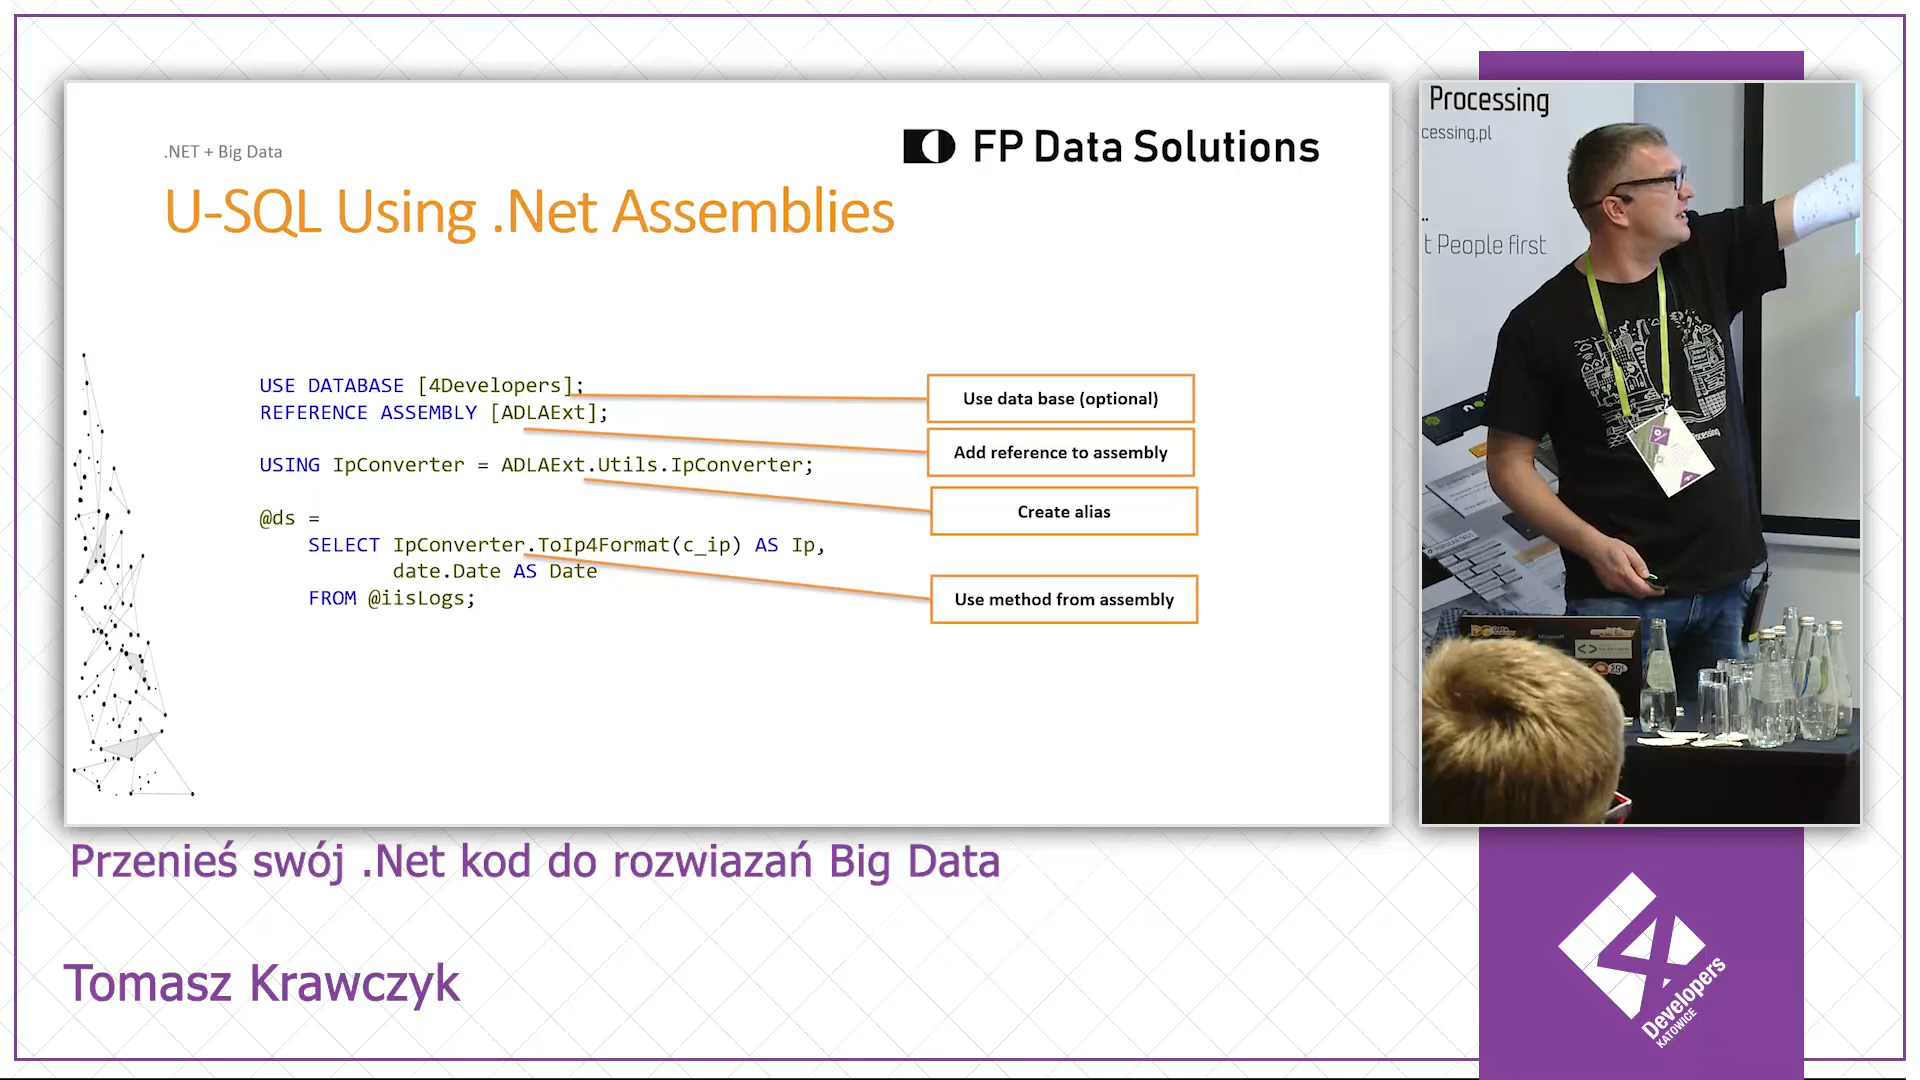 .NET + Big Data
FP Data Solutions
U-SQL Using .Net Assemblies
USE DATABASE [4Developers];
REFERENCE ASSEMBLY [ADLAExt];
USING IpConverter = ADLAExt.Utils.IpConverter;
@ds =
SELECT IpConverter.ToIp4Format(c_ip) AS Ip,
date.Date AS Date
FROM @iisLogs;
Use data base (optional)
Add reference to assembly
Create alias
Use method from assembly
Processing
cessing.pl
t People first
Przenieś swój .Net kod do rozwiazań Big Data
Tomasz Krawczyk
4
Developers
KATOWICE